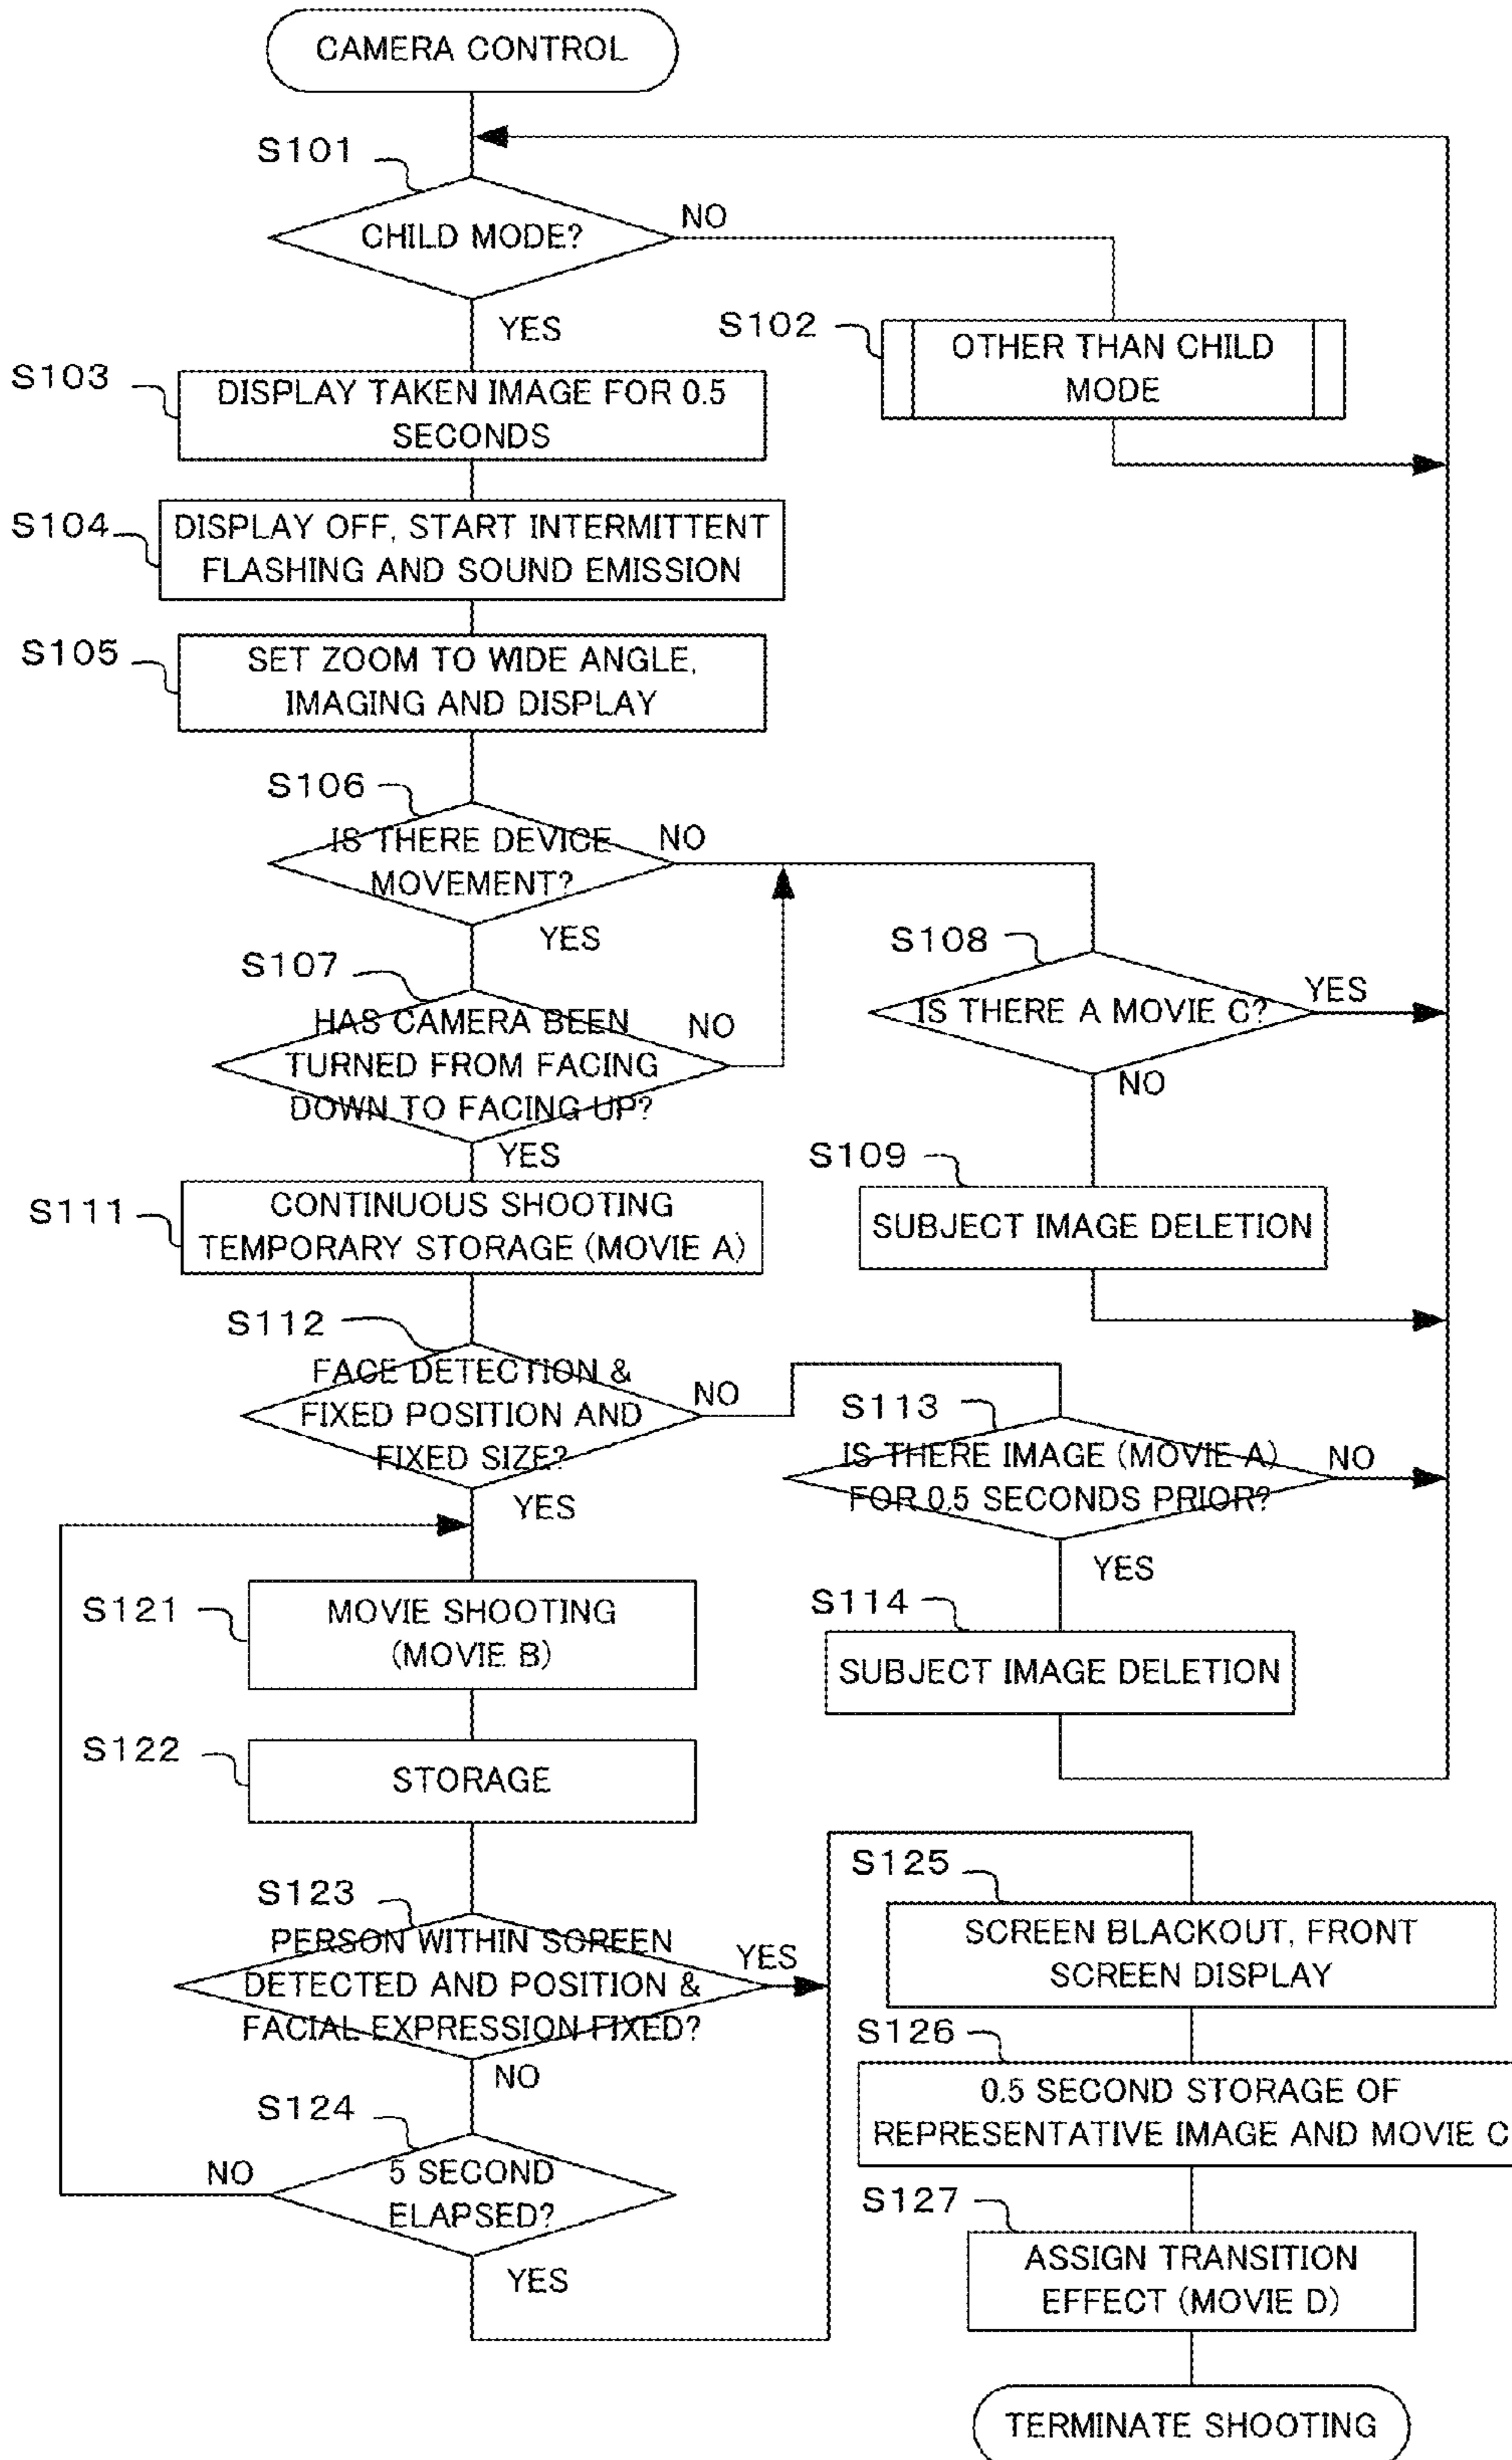 CAMERA CONTROL
S101
CHILD MODE?
NO
YES
S102
OTHER THAN CHILD
MODE
S103
DISPLAY TAKEN IMAGE FOR 0.5
SECONDS
S104
DISPLAY OFF, START INTERMITTENT
FLASHING AND SOUND EMISSION
S105
SET ZOOM TO WIDE ANGLE,
IMAGING AND DISPLAY
S106
IS THERE DEVICE
MOVEMENT?
NO
YES
S107
HAS CAMERA BEEN
TURNED FROM FACING
DOWN TO FACING UP?
NO
YES
S108
IS THERE A MOVIE C?
YES
NO
S109
SUBJECT IMAGE DELETION
S111
CONTINUOUS SHOOTING
TEMPORARY STORAGE (MOVIE A)
S112
FACE DETECTION &
FIXED POSITION AND
FIXED SIZE?
NO
YES
S113
IS THERE IMAGE (MOVIE A)
FOR 0.5 SECONDS PRIOR?
NO
YES
S114
SUBJECT IMAGE DELETION
S121
MOVIE SHOOTING
(MOVIE B)
S122
STORAGE
S123
PERSON WITHIN SCREEN
DETECTED AND POSITION &
FACIAL EXPRESSION FIXED?
YES
NO
S124
5 SECOND
ELAPSED?
NO
YES
S125
SCREEN BLACKOUT, FRONT
SCREEN DISPLAY
S126
0.5 SECOND STORAGE OF
REPRESENTATIVE IMAGE AND MOVIE C
S127
ASSIGN TRANSITION
EFFECT (MOVIE D)
TERMINATE SHOOTING